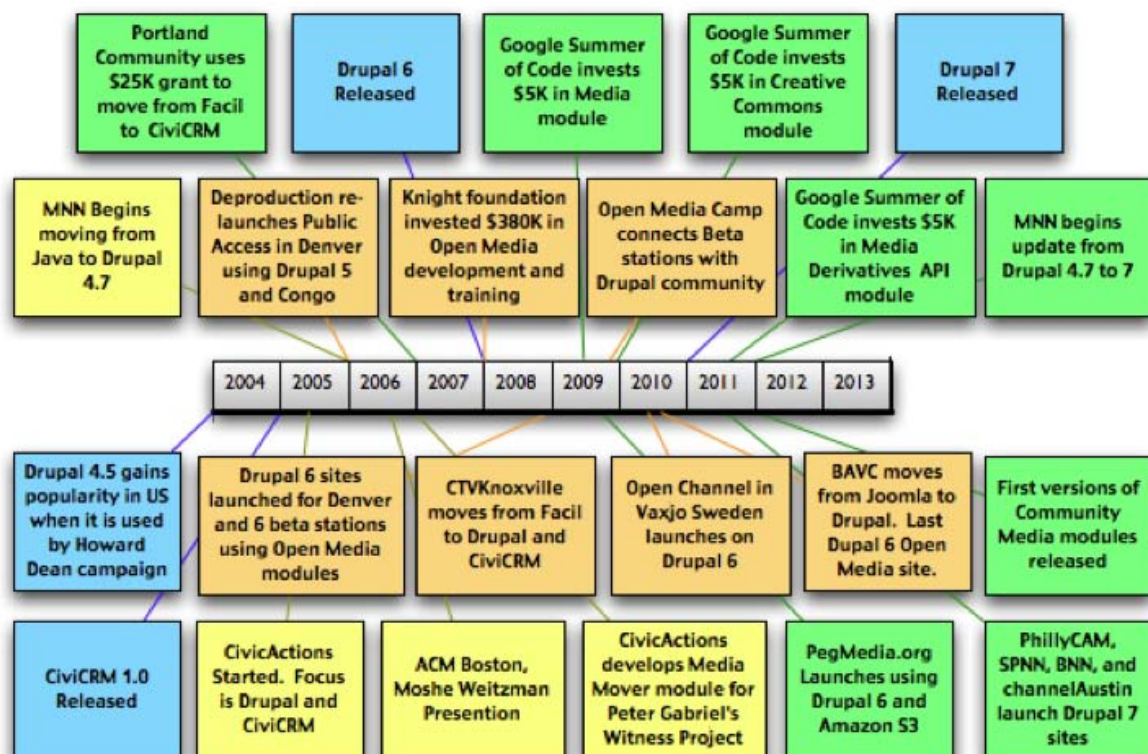 Portland
Community uses
$25K grant to
move from Facil
to CiviCRM
Drupal 6
Released
Google Summer
of Code invests
$5K in Media
module
Google Summer
of Code invests
$5K in Creative
Commons
module
Drupal 7
Released
MNN Begins
moving from
Java to Drupal
4.7
Deproduction re-
launches Public
Access in Denver
using Drupal 5
and Congo
Knight foundation
invested $380K in
Open Media
development and
training
Open Media Camp
connects Beta
stations with
Drupal community
Google Summer of
Code invests $5K
in Media
Derivatives API
module
MNN begins
update from
Drupal 4.7 to 7
2004 2005 2006 2007 2008 2009 2010 2011 2012 2013
Drupal 4.5 gains
popularity in US
when it is used
by Howard
Dean campaign
Drupal 6 sites
launched for Denver
and 6 beta stations
using Open Media
modules
CTVKnoxville
moves from Facil
to Drupal and
CiviCRM
Open Channel in
Vaxjo Sweden
launches on
Drupal 6
BAVC moves
from Joomla to
Drupal. Last
Dupal 6 Open
Media site.
First versions of
Community
Media modules
released
CiviCRM 1.0
Released
CivicActions
Started. Focus
is Drupal and
CiviCRM
ACM Boston,
Moshe Weitzman
Presention
CivicActions
develops Media
Mover module for
Peter Gabriel's
Witness Project
PegMedia.org
Launches using
Drupal 6 and
Amazon S3
PhillyCAM,
SPNN, BNN, and
channelAustin
launch Drupal 7
sites